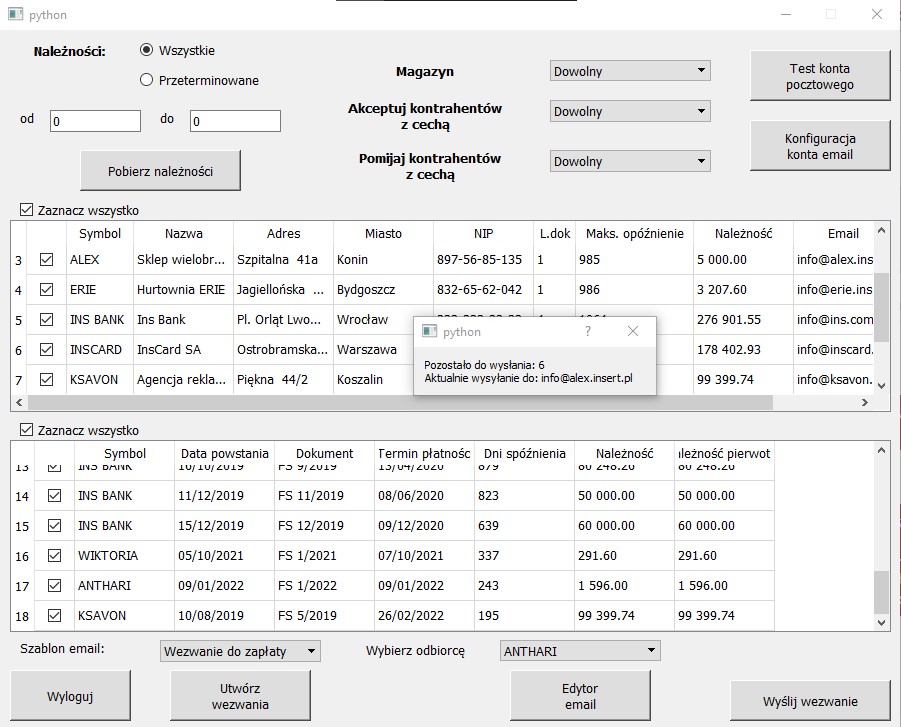 python
Należności:
Wszystkie
Przeterminowane
od 0 do 0
Pobierz należności
Magazyn Dowolny
Akceptuj kontrahentów
z cechą
Dowolny
Pomijaj kontrahentów
z cechą
Dowolny
Test konta
pocztowego
Konfiguracja
konta email
Zaznacz wszystko
Symbol Nazwa Adres Miasto NIP L.dok Maks. opóźnienie Należność Email
3 ALEX Sklep wielobr... Szpitalna 41a Konin 897-56-85-135 1 985 5 000.00 info@alex.ins
4 ERIE Hurtownia ERIE Jagiellońska ... Bydgoszcz 832-65-62-042 1 986 3 207.60 info@erie.ins
5 INS BANK Ins Bank Pl. Orląt Lwo... Wrocław 276 901.55 info@ins.com
6 INSCARD InsCard SA Ostrobramska... Warszawa 178 402.93 info@inscard.
7 KSAVON Agencja rekla... Piękna 44/2 Koszalin 99 399.74 info@ksavon.
python
Pozostało do wysłania: 6
Aktualnie wysyłanie do: info@alex.insert.pl
Zaznacz wszystko
Symbol Data powstania Dokument Termin płatnośc Dni spóźnienia Należność ależność pierwot
13 INS BANK 10/10/2019 FS 9/2019 13/04/2020 879 80 248.26 80 248.26
14 INS BANK 11/12/2019 FS 11/2019 08/06/2020 823 50 000.00 50 000.00
15 INS BANK 15/12/2019 FS 12/2019 09/12/2020 639 60 000.00 60 000.00
16 WIKTORIA 05/10/2021 FS 1/2021 07/10/2021 337 291.60 291.60
17 ANTHARI 09/01/2022 FS 1/2022 09/01/2022 243 1 596.00 1 596.00
18 KSAVON 10/08/2019 FS 5/2019 26/02/2022 195 99 399.74 99 399.74
Szablon email: Wezwanie do zapłaty Wybierz odbiorcę ANTHARI
Wyloguj
Utwórz
wezwania
Edytor
email
Wyślij wezwanie